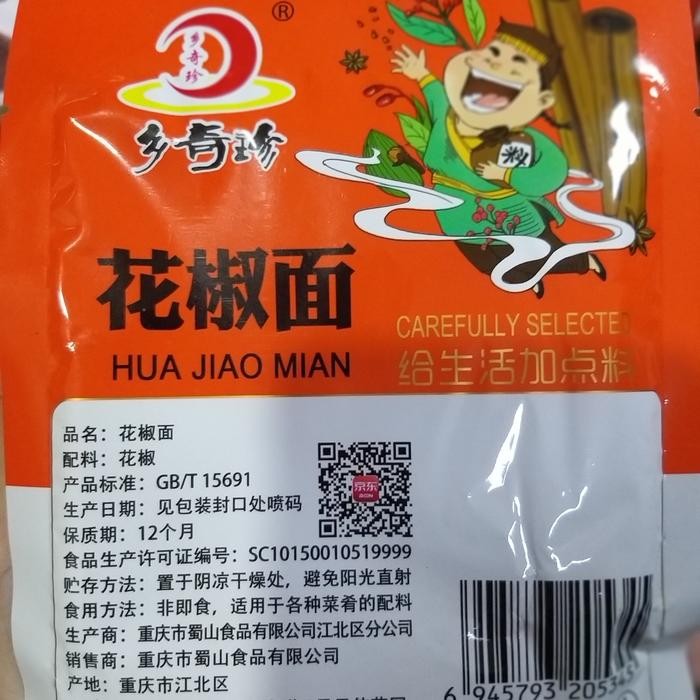 ®
乡奇珍
乡奇珍
料
花椒面
HUA JIAO MIAN
CAREFULLY SELECTED
给生活加点料
品名：花椒面
配料：花椒
产品标准：GB/T 15691
生产日期：见包装封口处喷码
保质期：12个月
食品生产许可证编号：SC10150010519999
贮存方法：置于阴凉干燥处，避免阳光直射
食用方法：非即食，适用于各种菜肴的配料
生产商：重庆市蜀山食品有限公司江北区分公司
销售商：重庆市蜀山食品有限公司
产地：重庆市江北区
京东
JD.COM
6 945793 2053